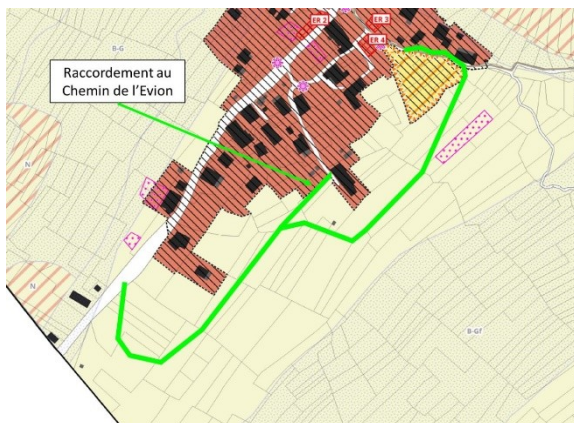 ER 2
ER 3
ER 4
B-G
Raccordement au
Chemin de l'Evion
N
N
B-Gf